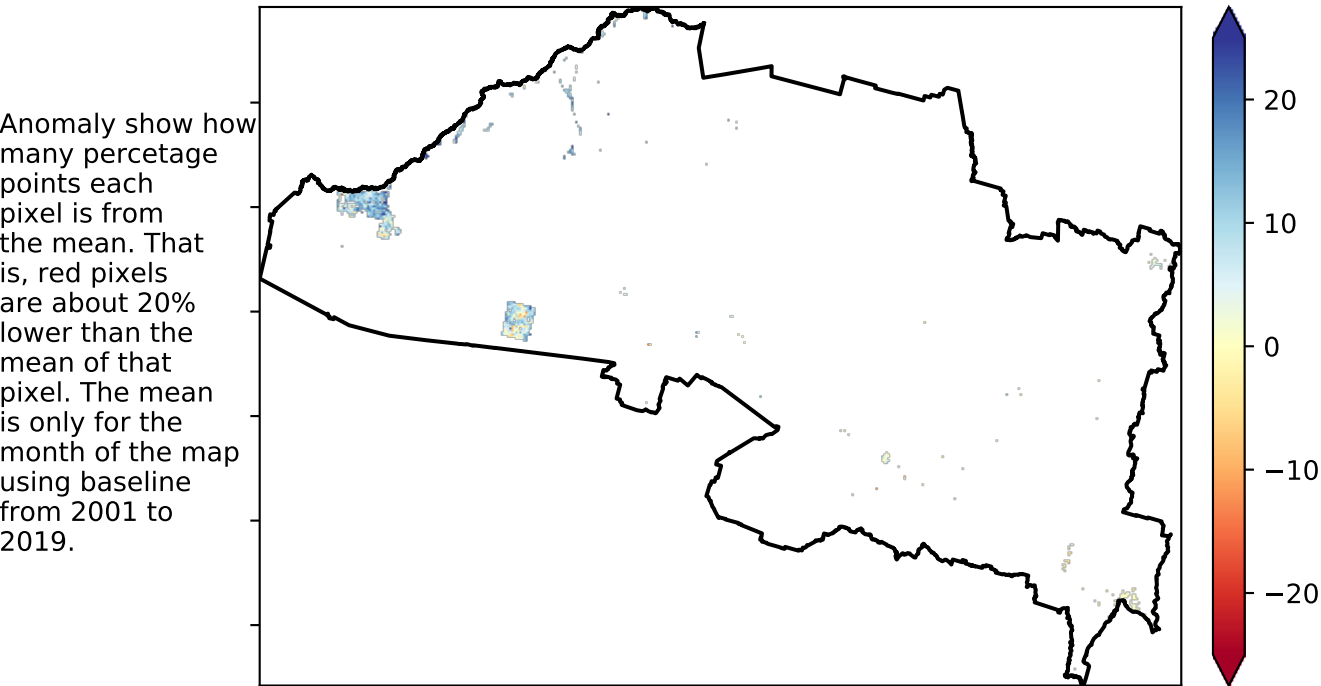 Anomaly show how
many percetage
points each
pixel is from
the mean. That
is, red pixels
are about 20%
lower than the
mean of that
pixel. The mean
is only for the
month of the map
using baseline
from 2001 to
2019.
20
10
0
−10
−20